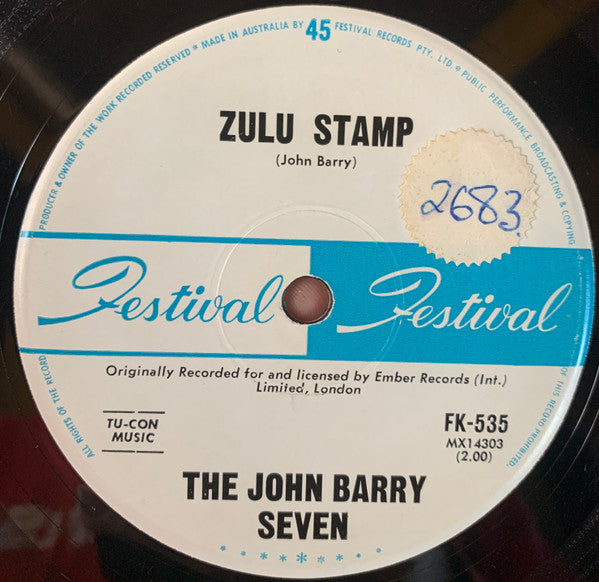 PRODUCER & OWNER OF THE WORK RECORDED RESERVED * MADE IN AUSTRALIA BY 45 FESTIVAL RECORDS PTY. LTD. * PUBLIC PERFORMANCE BROADCASTING & COPYING OF THIS RECORD PROHIBITED.
ALL RIGHTS OF THE RECORD
ZULU STAMP
(John Barry)
2683
Festival Festival
Originally Recorded for and licensed by Ember Records (Int.)
Limited, London
TU-CON
MUSIC
FK-535
MX14303
(2.00)
THE JOHN BARRY
SEVEN